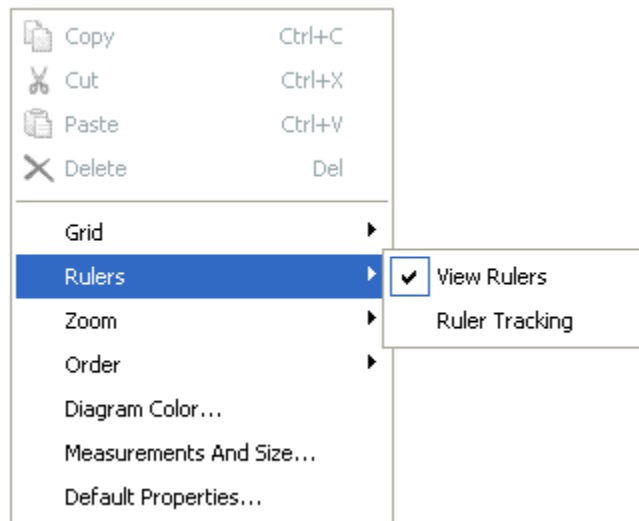 Copy Ctrl+C
Cut Ctrl+X
Paste Ctrl+V
Delete Del
Grid
Rulers
View Rulers
Zoom
Ruler Tracking
Order
Diagram Color...
Measurements And Size...
Default Properties...